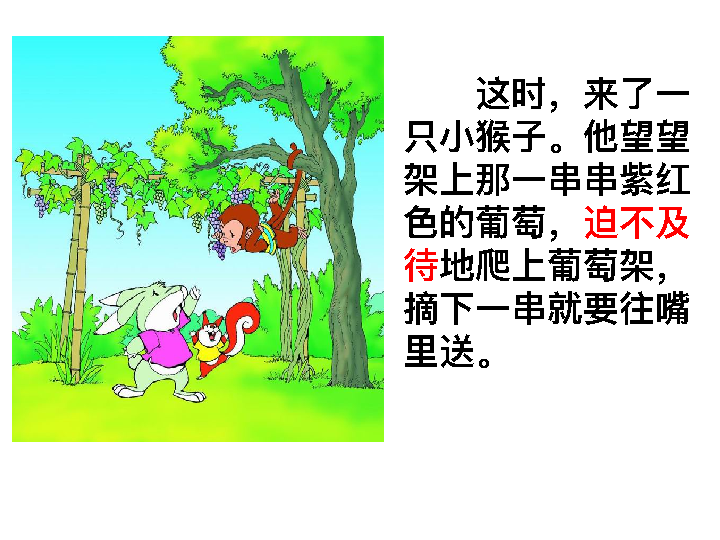 这时，来了一
只小猴子。他望望
架上那一串串紫红
色的葡萄，迫不及
待地爬上葡萄架，
摘下一串就要往嘴
里送。